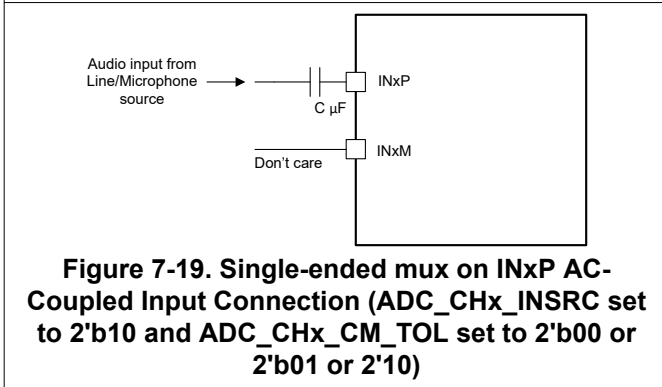 Audio input from
Line/Microphone
source
C µF
INxP
INxM
Don't care
Figure 7-19. Single-ended mux on INxP AC-
Coupled Input Connection (ADC_CHx_INSRC set
to 2'b10 and ADC_CHx_CM_TOL set to 2'b00 or
2'b01 or 2'10)